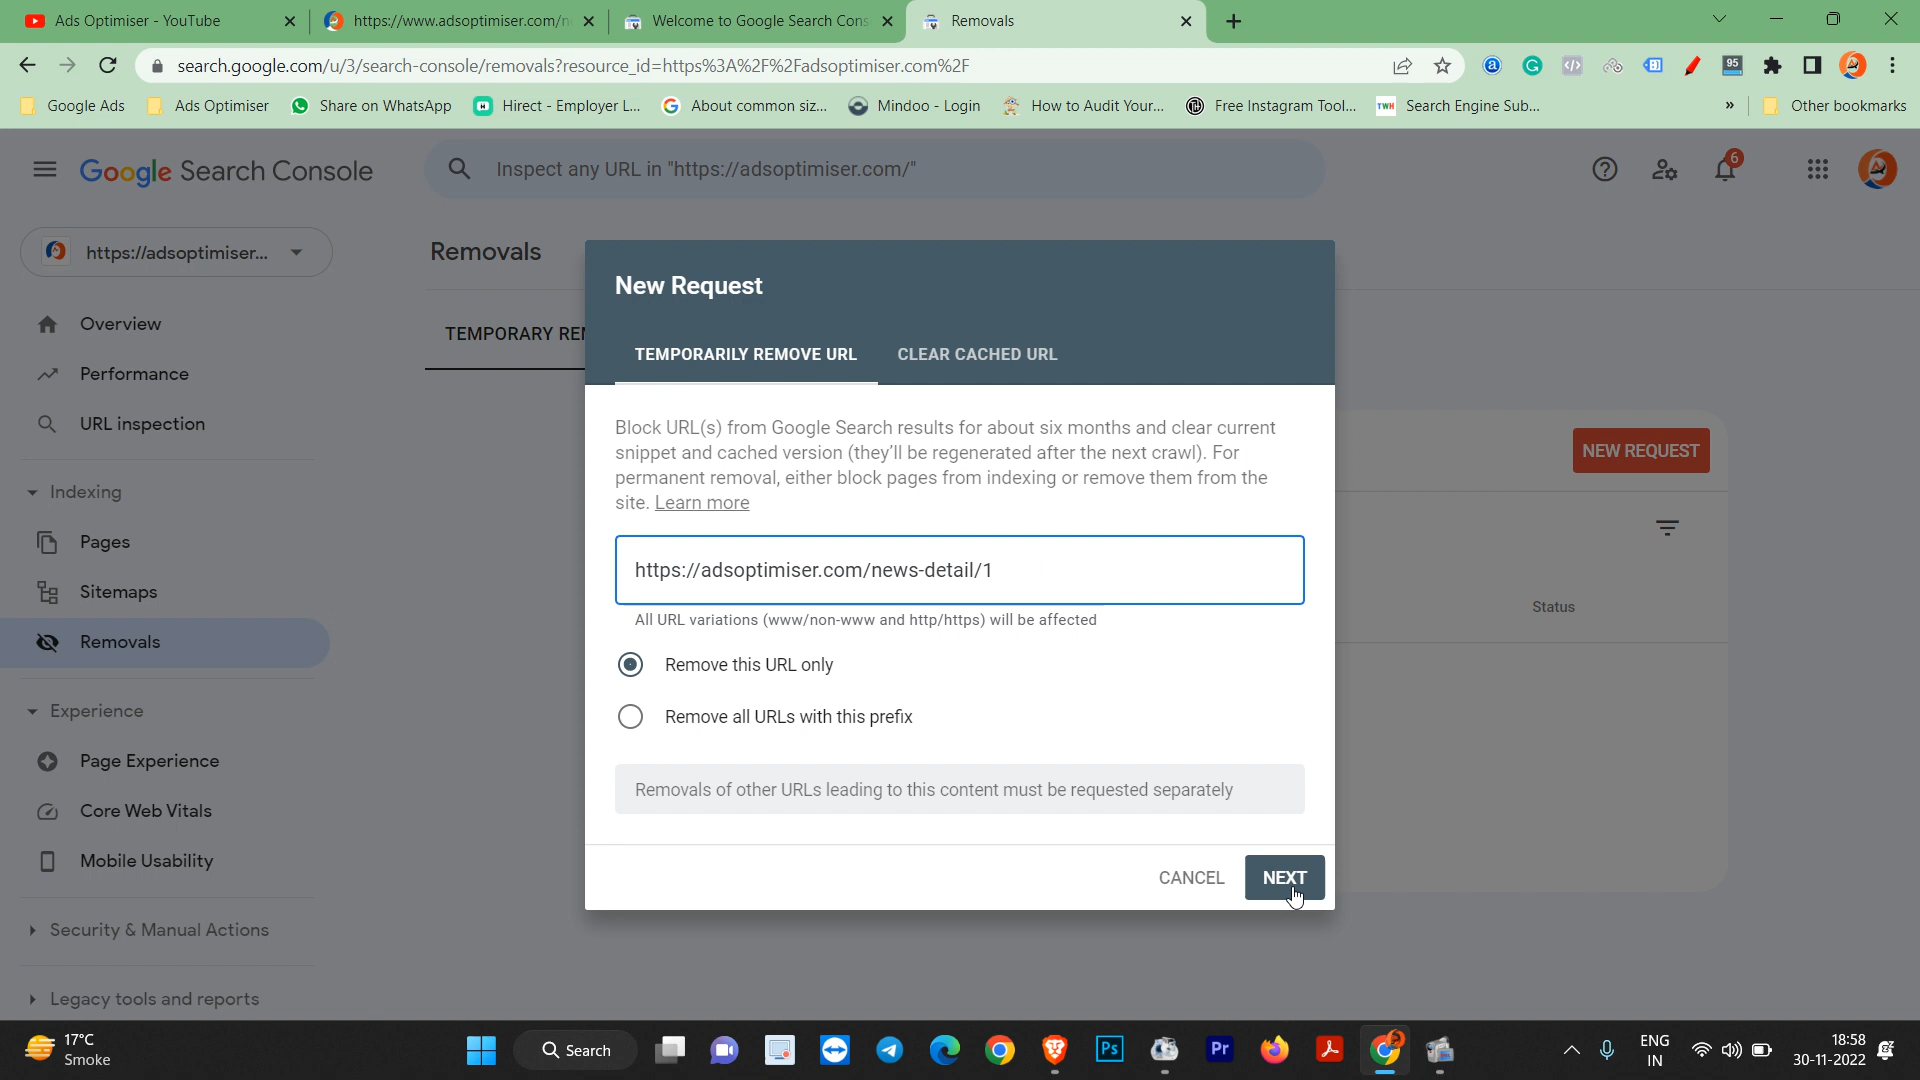 Ads Optimiser - YouTube
https://www.adsoptimiser.com/n
Welcome to Google Search Cons
Removals
search.google.com/u/3/search-console/removals?resource_id=https%3A%2F%2Fadsoptimiser.com%2F
95
Google Ads
Ads Optimiser
Share on WhatsApp
Hirect - Employer L...
About common siz...
Mindoo - Login
How to Audit Your...
Free Instagram Tool...
TWH
Search Engine Sub...
»
Other bookmarks
Google Search Console
Inspect any URL in "https://adsoptimiser.com/"
6
https://adsoptimiser...
Removals
Overview
Performance
URL inspection
Indexing
Pages
Sitemaps
Removals
Experience
Page Experience
Core Web Vitals
Mobile Usability
Security & Manual Actions
Legacy tools and reports
TEMPORARY REM
NEW REQUEST
Status
New Request
TEMPORARILY REMOVE URL
CLEAR CACHED URL
Block URL(s) from Google Search results for about six months and clear current
snippet and cached version (they'll be regenerated after the next crawl). For
permanent removal, either block pages from indexing or remove them from the
site. Learn more
https://adsoptimiser.com/news-detail/1
All URL variations (www/non-www and http/https) will be affected
Remove this URL only
Remove all URLs with this prefix
Removals of other URLs leading to this content must be requested separately
CANCEL
NEXT
17°C
Smoke
Search
Ps
Pr
ENG
IN
18:58
30-11-2022